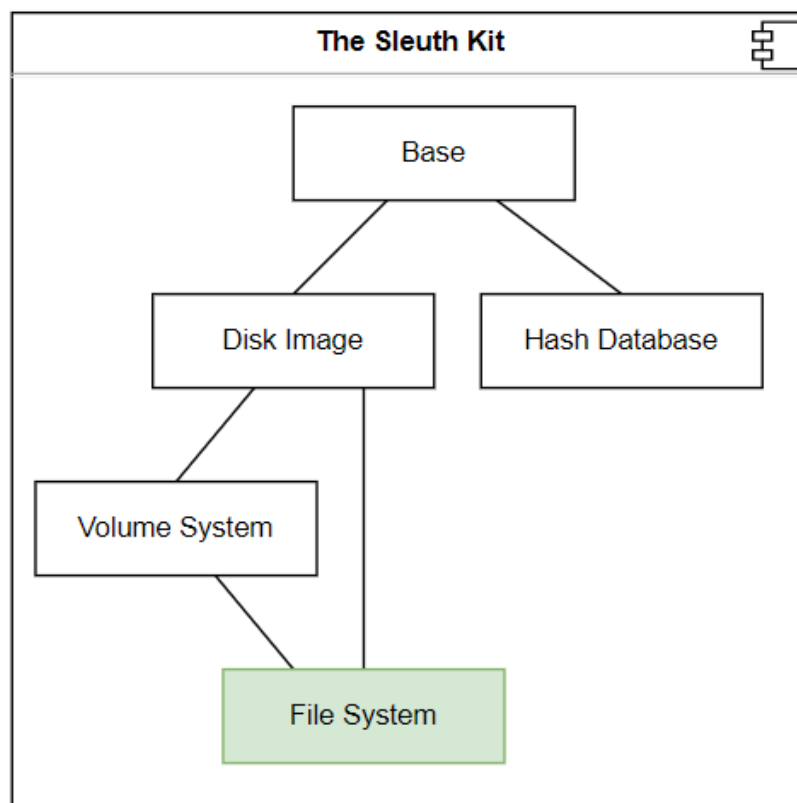 The Sleuth Kit
Base
Disk Image
Hash Database
Volume System
File System